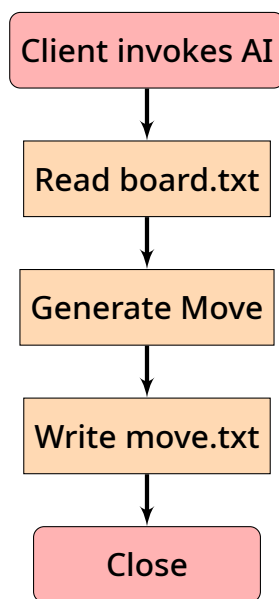 Client invokes AI
Read board.txt
Generate Move
Write move.txt
Close